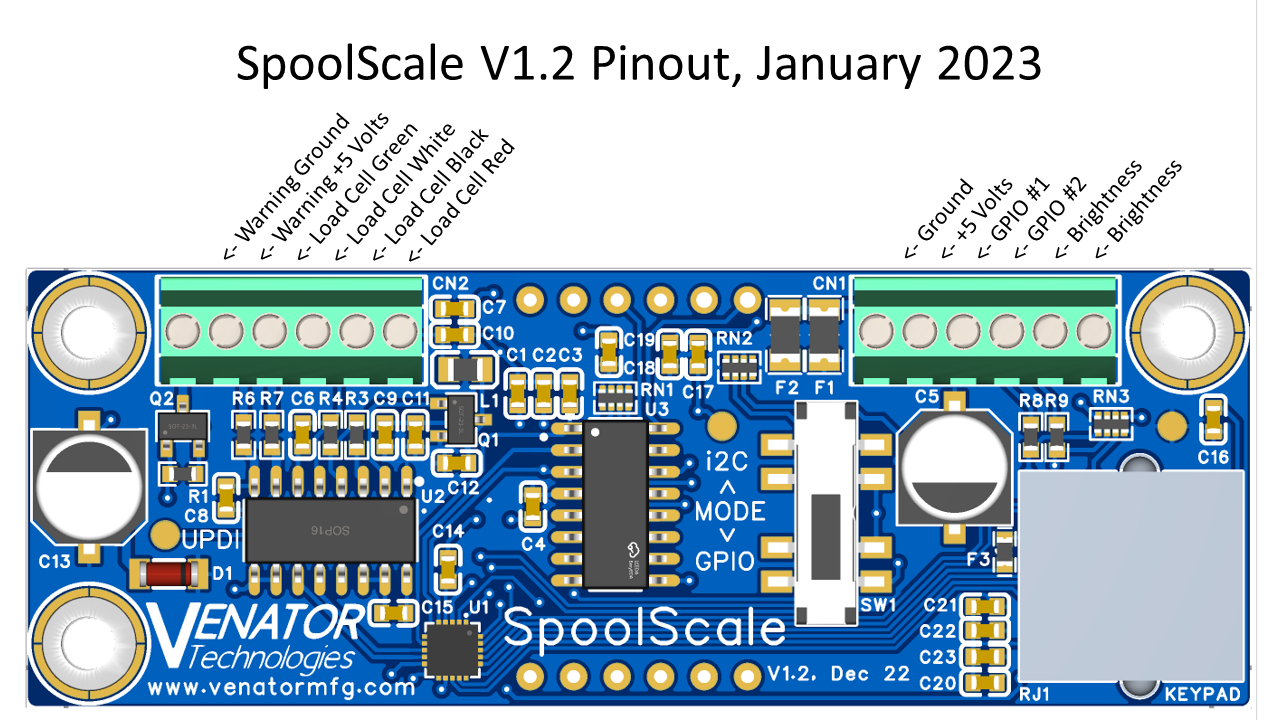 SpoolScale V1.2 Pinout, January 2023
<- Warning Ground
<- Warning +5 Volts
<- Load Cell Green
<- Load Cell White
<- Load Cell Black
<- Load Cell Red
<- Ground
<- +5 Volts
<- GPIO #1
<- GPIO #2
<- Brightness
<- Brightness
CN2
CN1
C7
C10
C19
C18
RN2
C1 C2 C3
RN1
C17
U3
F2 F1
L1
Q1
Q2
R6 R7 C6 R4 R3 C9 C11
C5
R8 R9
RN3
C16
i2C
MODE
GPIO
R1
C8
U2
C12
SOP16
UPDI
C13
C14
C4
D1
F3
SW1
C15
U1
VENATOR
Technologies
www.venatormfg.com
SpoolScale
V1.2, Dec 22
C21
C22
C23
C20
RJ1
KEYPAD